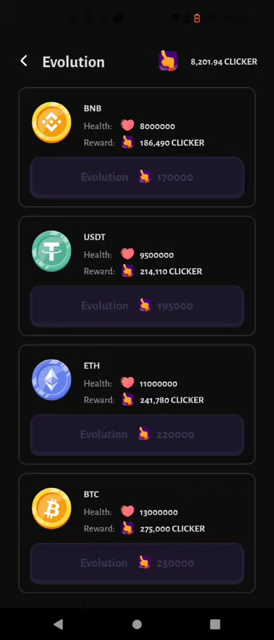 Evolution
8,201.94 CLICKER
BNB
Health: 8000000
Reward: 186,490 CLICKER
Evolution 170000
USDT
Health: 9500000
Reward: 214,110 CLICKER
Evolution 195000
ETH
Health: 11000000
Reward: 241,780 CLICKER
Evolution 220000
BTC
Health: 13000000
Reward: 275,000 CLICKER
Evolution 250000